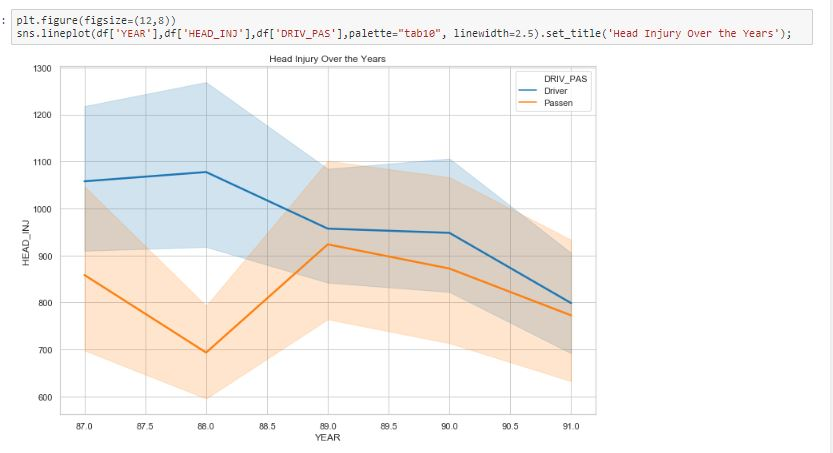 : plt.figure(figsize=(12,8))
sns.lineplot(df['YEAR'],df['HEAD_INJ'],df['DRIV_PAS'],palette="tab10", linewidth=2.5).set_title('Head Injury Over the Years');
Head Injury Over the Years
DRIV_PAS
Driver
Passen
1300
1200
1100
1000
900
800
700
600
HEAD_INJ
87.0 87.5 88.0 88.5 89.0 89.5 90.0 90.5 91.0
YEAR